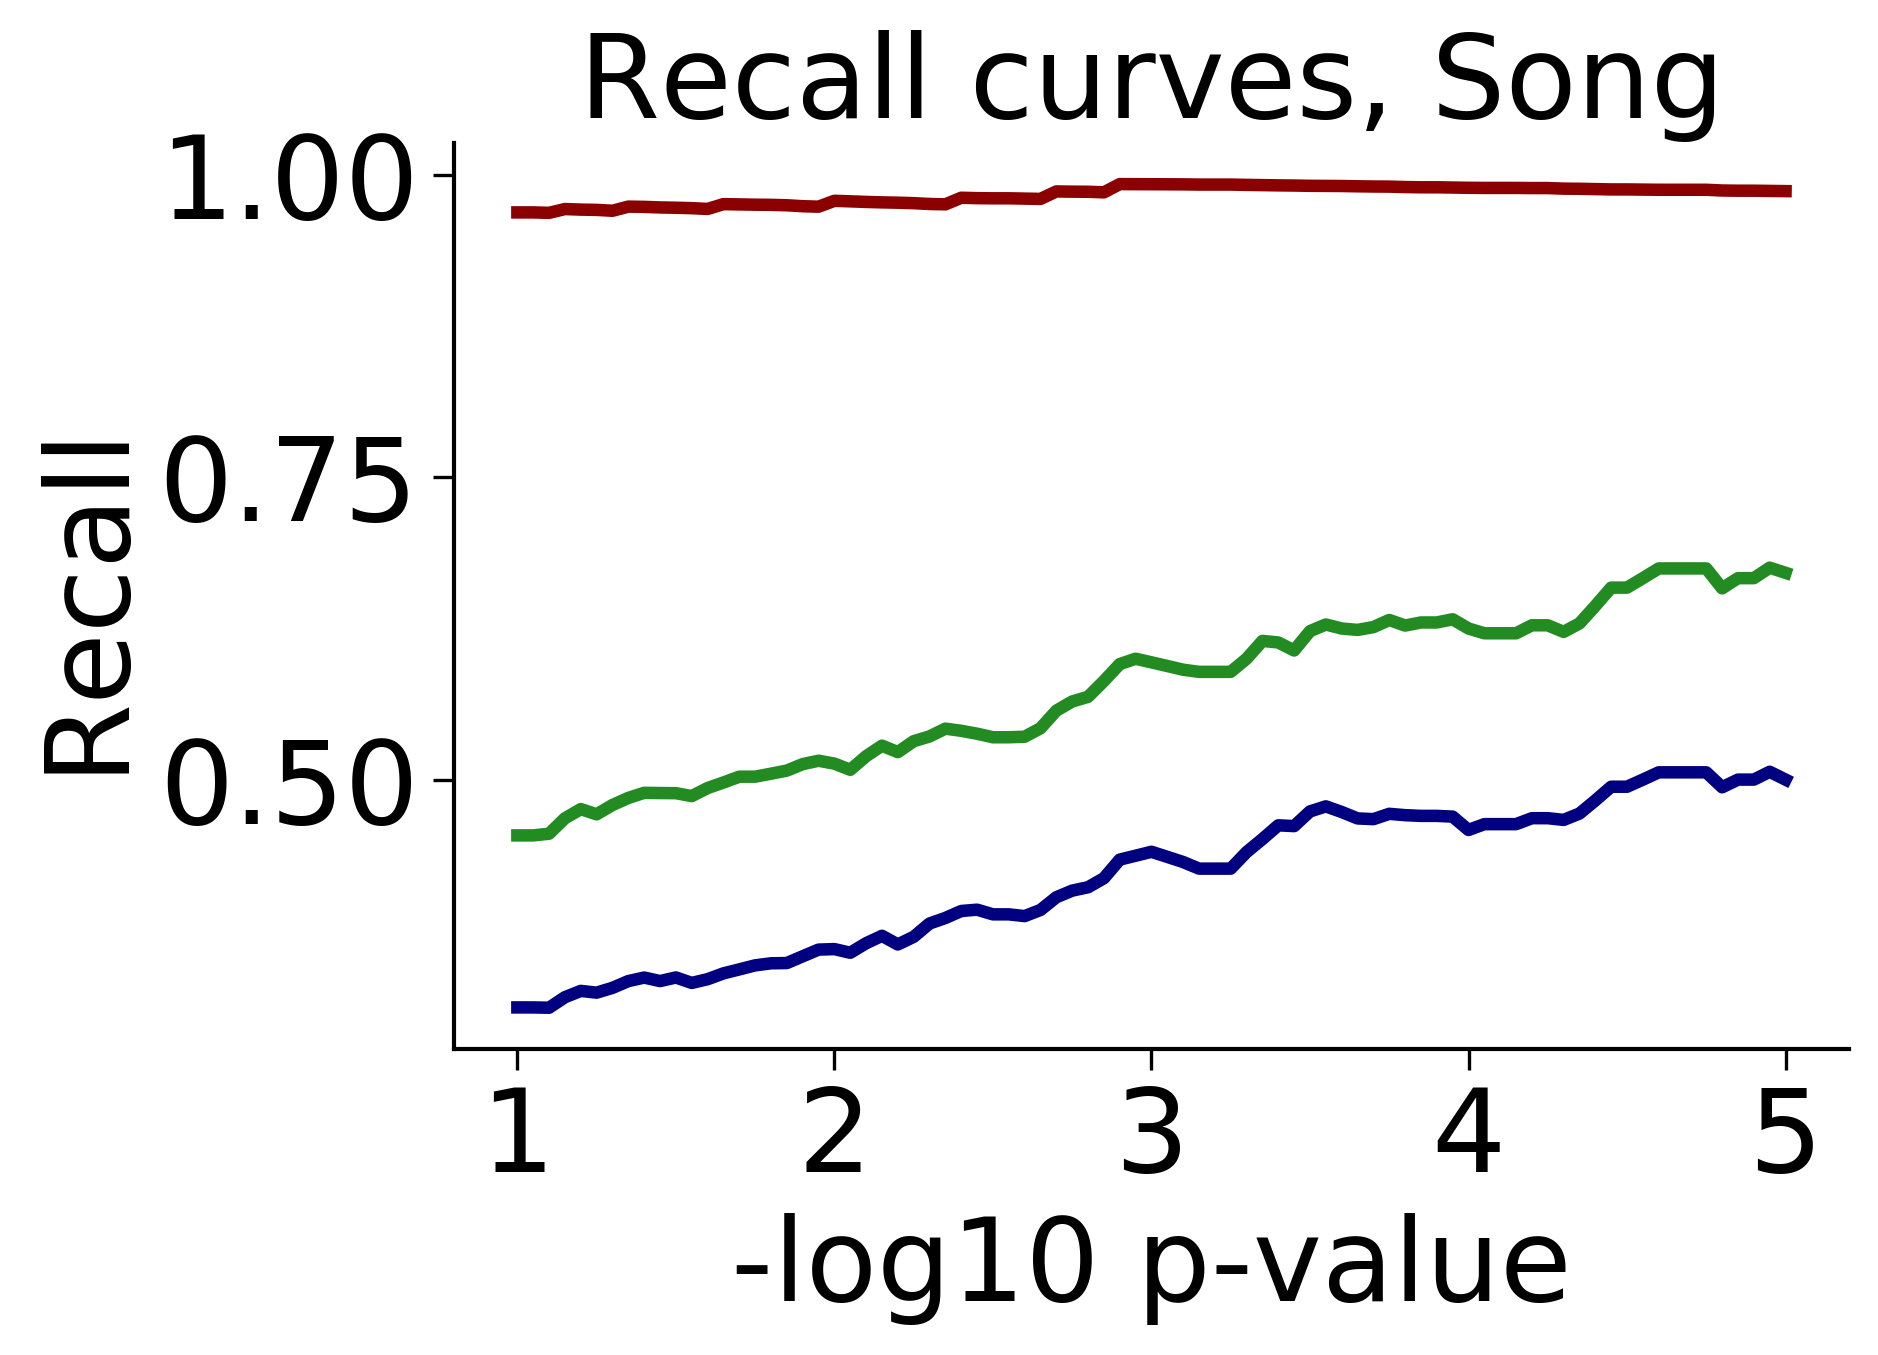 Recall curves, Song
1.00
0.75
0.50
Recall
1 2 3 4 5
-log10 p-value